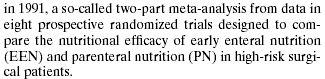 in 1991, a so-called two-part meta-analysis from data in
eight prospective randomized trials designed to com-
pare the nutritional efficacy of early enteral nutrition
(EEN) and parenteral nutrition (PN) in high-risk surgi-
cal patients.